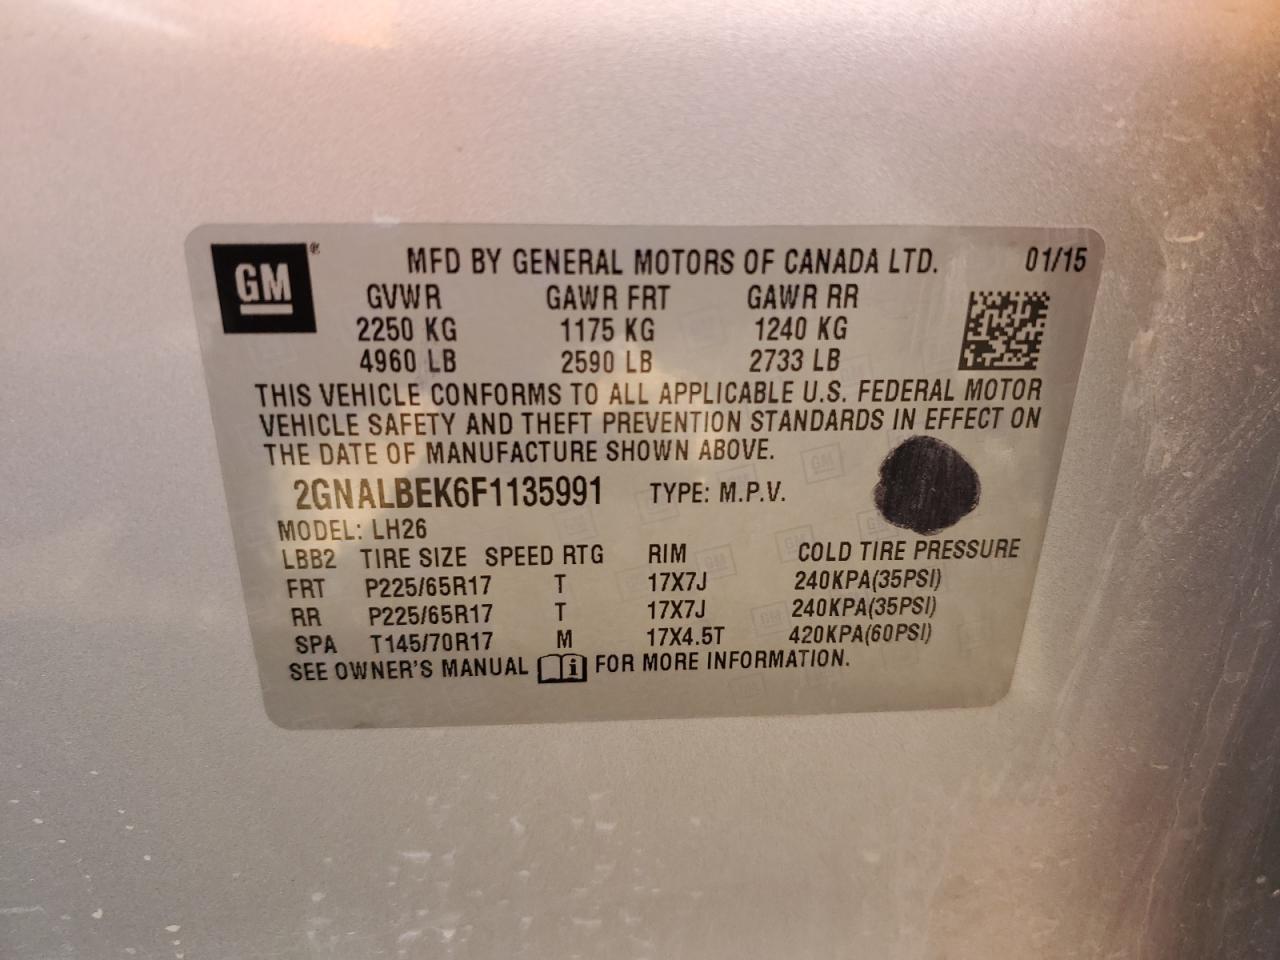 GM ® MFD BY GENERAL MOTORS OF CANADA LTD. 01/15
GVWR GAWR FRT GAWR RR
2250 KG 1175 KG 1240 KG
4960 LB 2590 LB 2733 LB
THIS VEHICLE CONFORMS TO ALL APPLICABLE U.S. FEDERAL MOTOR
VEHICLE SAFETY AND THEFT PREVENTION STANDARDS IN EFFECT ON
THE DATE OF MANUFACTURE SHOWN ABOVE.
2GNALBEK6F1135991 TYPE: M.P.V.
MODEL: LH26
LBB2 TIRE SIZE SPEED RTG RIM COLD TIRE PRESSURE
FRT P225/65R17 T 17X7J 240KPA(35PSI)
RR P225/65R17 T 17X7J 240KPA(35PSI)
SPA T145/70R17 M 17X4.5T 420KPA(60PSI)
SEE OWNER'S MANUAL i FOR MORE INFORMATION.